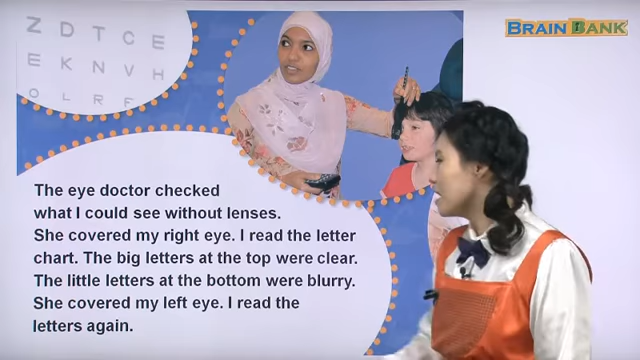 Z D T C E
E K N V H
O L R F
BRAIN BANK
The eye doctor checked
what I could see without lenses.
She covered my right eye. I read the letter
chart. The big letters at the top were clear.
The little letters at the bottom were blurry.
She covered my left eye. I read the
letters again.